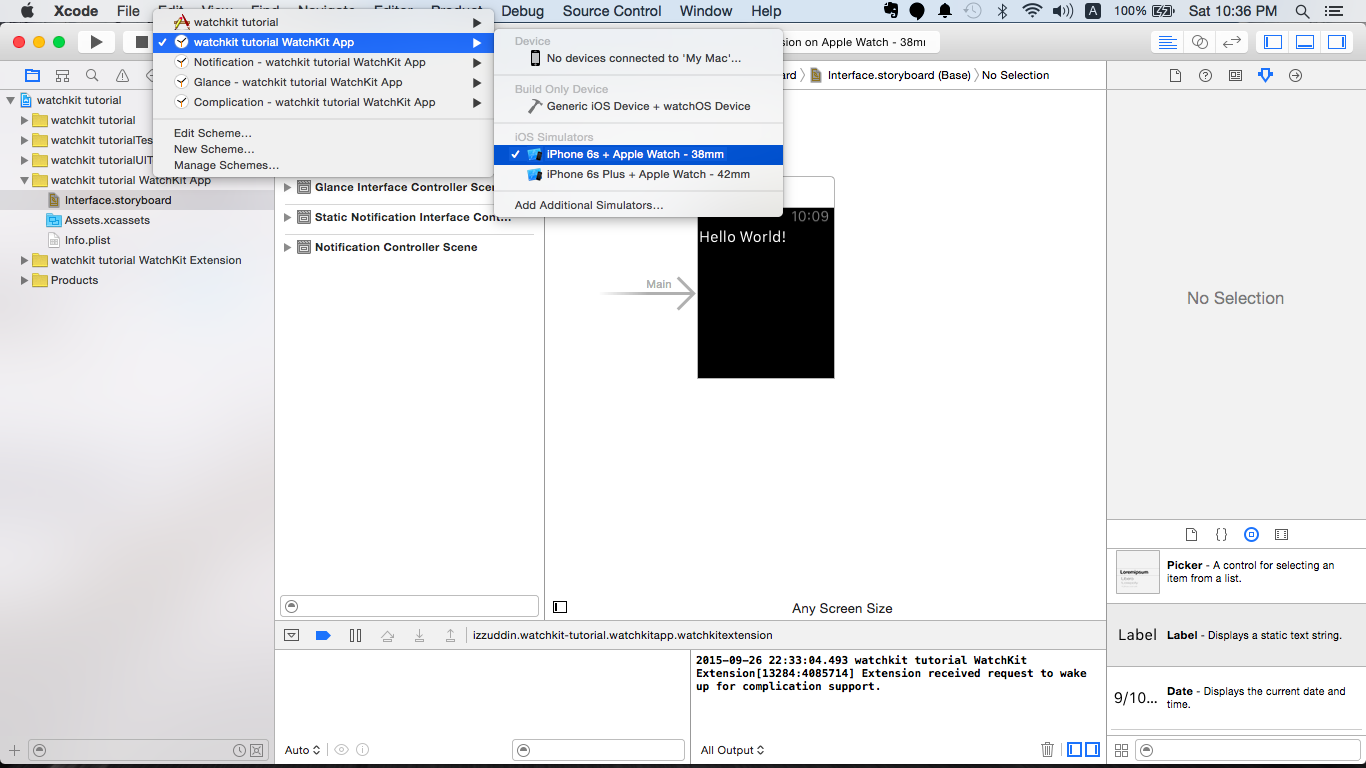 Xcode File Edit View Find Navigate Editor Product Debug Source Control Window Help A 100% Sat 10:36 PM
watchkit tutorial
watchkit tutorial WatchKit App
Notification - watchkit tutorial WatchKit App
Glance - watchkit tutorial WatchKit App
Complication - watchkit tutorial WatchKit App
Edit Scheme...
New Scheme...
Manage Schemes...
Device
No devices connected to 'My Mac'...
Build Only Device
Generic iOS Device + watchOS Device
iOS Simulators
iPhone 6s + Apple Watch - 38mm
iPhone 6s Plus + Apple Watch - 42mm
Add Additional Simulators...
on Apple Watch - 38m
Interface.storyboard (Base) No Selection
watchkit tutorial
watchkit tutorial
watchkit tutorialTes
watchkit tutorialUIT
watchkit tutorial WatchKit App
Interface.storyboard
Assets.xcassets
Info.plist
watchkit tutorial WatchKit Extension
Products
Glance Interface Controller Scen
Static Notification Interface Cont...
Notification Controller Scene
Main
10:09
Hello World!
Any Screen Size
No Selection
izzuddin.watchkit-tutorial.watchkitapp.watchkitextension
2015-09-26 22:33:04.493 watchkit tutorial WatchKit
Extension[13284:4085714] Extension received request to wake
up for complication support.
Auto
All Output
Loremipsum
Picker - A control for selecting an
item from a list.
Label Label - Displays a static text string.
9/10... Date - Displays the current date and
time.